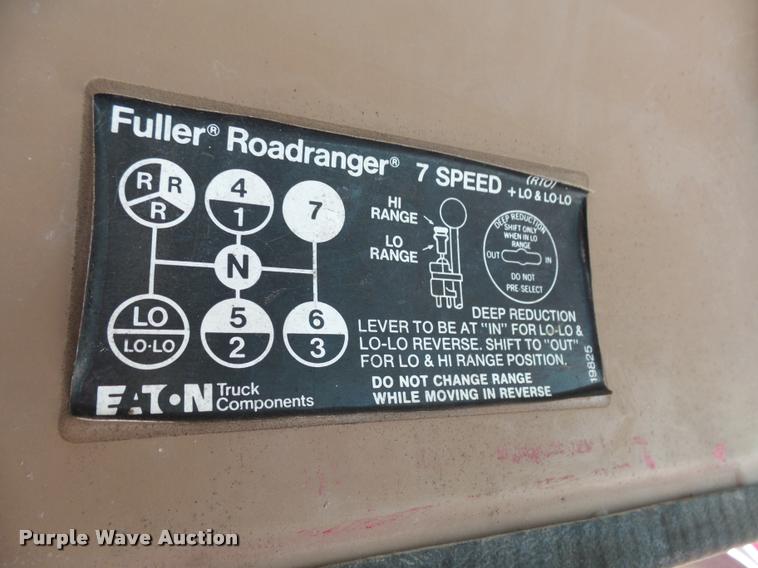 Fuller® Roadranger® 7 SPEED (RTO) + LO & LO-LO
R R
R
4
1
7
N
LO
LO-LO
5
2
6
3
HI
RANGE
LO
RANGE
DEEP REDUCTION
SHIFT ONLY
WHEN IN LO
RANGE
OUT IN
DO NOT
PRE-SELECT
DEEP REDUCTION
LEVER TO BE AT "IN" FOR LO-LO &
LO-LO REVERSE. SHIFT TO "OUT"
FOR LO & HI RANGE POSITION.
DO NOT CHANGE RANGE
WHILE MOVING IN REVERSE
19825
EATON Truck
Components
Purple Wave Auction